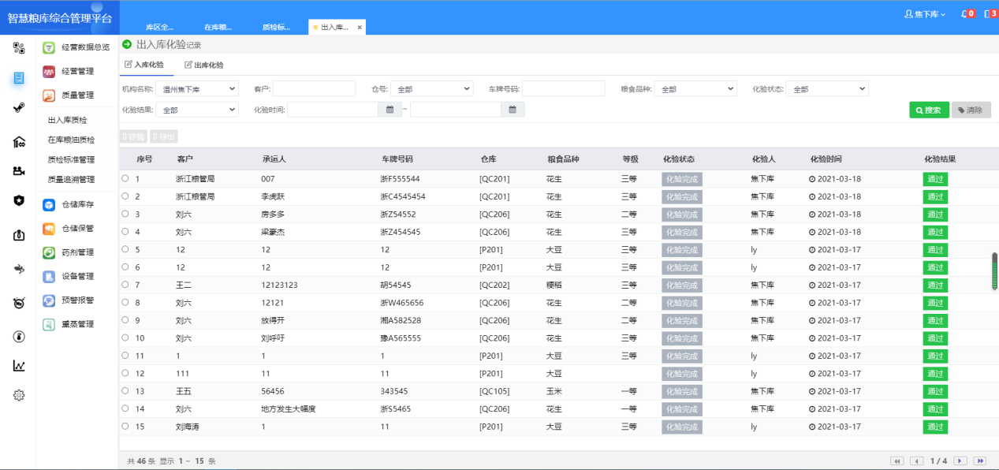 智慧粮库综合管理平台
焦下库
0
3
库区全...
在库粮...
质检标...
出入库...
×
经营数据总览
经营管理
质量管理
出入库质检
在库粮油质检
质检标准管理
质量追溯管理
仓储库存
仓储保管
药剂管理
设备管理
预警报警
熏蒸管理
出入库化验记录
入库化验 出库化验
机构名称: 温州焦下库 客户: 仓号: 全部 车牌号码: 粮食品种: 全部 化验状态: 全部
化验结果: 全部 化验时间: ~ 搜索 清除
详情 导出
序号 客户 承运人 车牌号码 仓库 粮食品种 等级 化验状态 化验人 化验时间 化验结果
1 浙江粮管局 007 浙F555544 [QC201] 花生 三等 化验完成 焦下库 2021-03-18 通过
2 浙江粮管局 李虎跃 浙C4545454 [QC201] 花生 三等 化验完成 焦下库 2021-03-18 通过
3 刘六 房多多 浙Z54552 [QC206] 花生 二等 化验完成 焦下库 2021-03-18 通过
4 刘六 梁豪杰 浙Z454545 [QC206] 花生 三等 化验完成 焦下库 2021-03-18 通过
5 12 12 12 [P201] 大豆 三等 化验完成 ly 2021-03-17 通过
6 12 12 12 [P201] 大豆 三等 化验完成 ly 2021-03-17 通过
7 王二 12123123 胡54545 [QC202] 粳稻 三等 化验完成 焦下库 2021-03-17 通过
8 刘六 12121 浙W465656 [QC206] 花生 二等 化验完成 焦下库 2021-03-17 通过
9 刘六 放得开 湘A582528 [QC206] 花生 二等 化验完成 焦下库 2021-03-17 通过
10 刘六 刘呼吁 豫A565555 [QC206] 花生 三等 化验完成 焦下库 2021-03-17 通过
11 1 1 1 [P201] 大豆 三等 化验完成 ly 2021-03-17 通过
12 111 11 11 [P201] 大豆 化验完成 ly 2021-03-17 通过
13 王五 56456 343545 [QC105] 玉米 一等 化验完成 焦下库 2021-03-17 通过
14 刘六 地方发生大幅度 浙S5465 [QC206] 花生 一等 化验完成 焦下库 2021-03-17 通过
15 刘海涛 1 11 [P201] 大豆 三等 化验完成 ly 2021-03-17 通过
共 46 条 显示 1 ~ 15 条
1 / 4